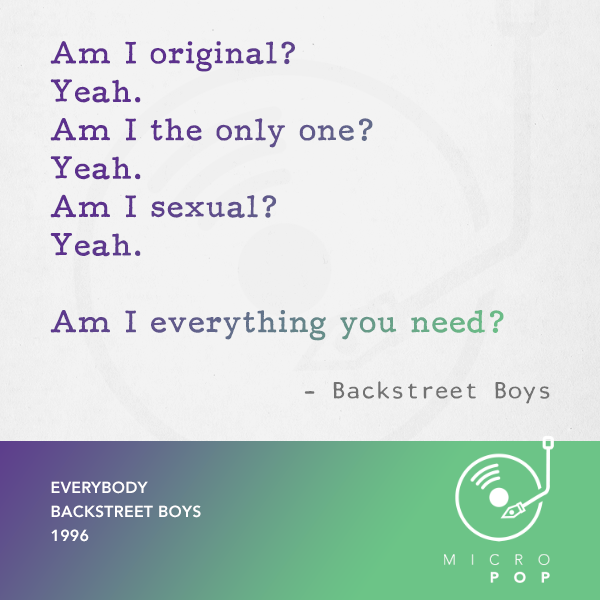 Am I original?
Yeah.
Am I the only one?
Yeah.
Am I sexual?
Yeah.
Am I everything you need?
- Backstreet Boys
EVERYBODY
BACKSTREET BOYS
1996
MICRO
POP